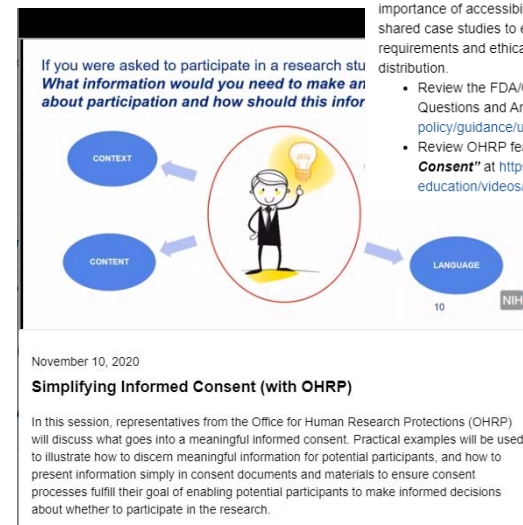 importance of accessibi
shared case studies to e
requirements and ethica
distribution.
• Review the FDA/
Questions and Ar
policy/guidance/u
• Review OHRP fea
Consent" at http
education/videos/
If you were asked to participate in a research stu
What information would you need to make an
about participation and how should this infor
CONTEXT
CONTENT
LANGUAGE
10
NIH
November 10, 2020
Simplifying Informed Consent (with OHRP)
In this session, representatives from the Office for Human Research Protections (OHRP)
will discuss what goes into a meaningful informed consent. Practical examples will be used
to illustrate how to discern meaningful information for potential participants, and how to
present information simply in consent documents and materials to ensure consent
processes fulfill their goal of enabling potential participants to make informed decisions
about whether to participate in the research.